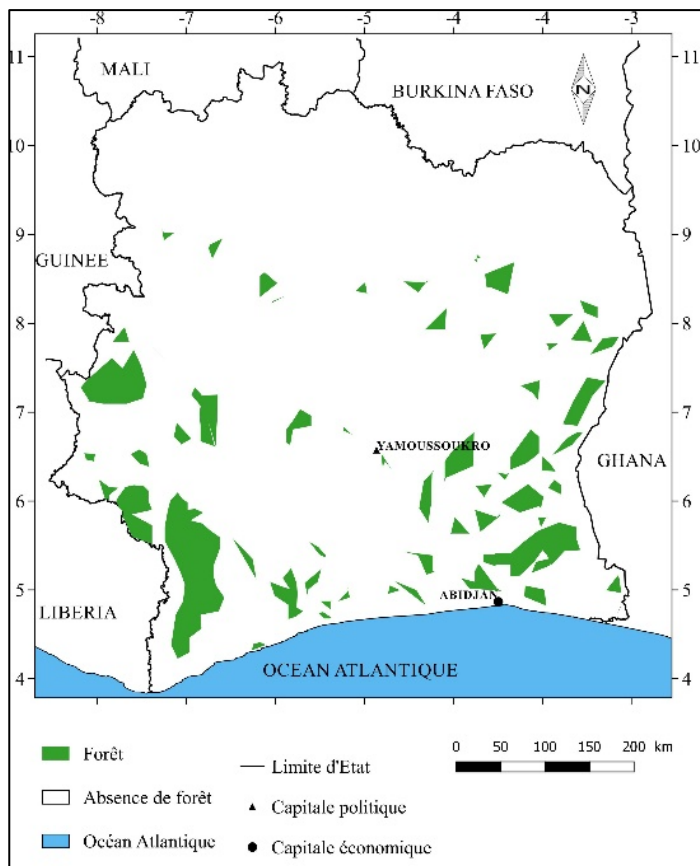 -8 -7 -6 -5 -4 -4 -3
11 MALI 11
BURKINA FASO
N
10 10
9 9
GUINEE
8 8
7 7
YAMOUSSOUKRO
GHANA
6 6
5 ABIDJAN 5
LIBERIA
OCEAN ATLANTIQUE
4 4
Forêt
Absence de forêt
Océan Atlantique
Limite d'Etat
Capitale politique
Capitale économique
0 50 100 150 200 km